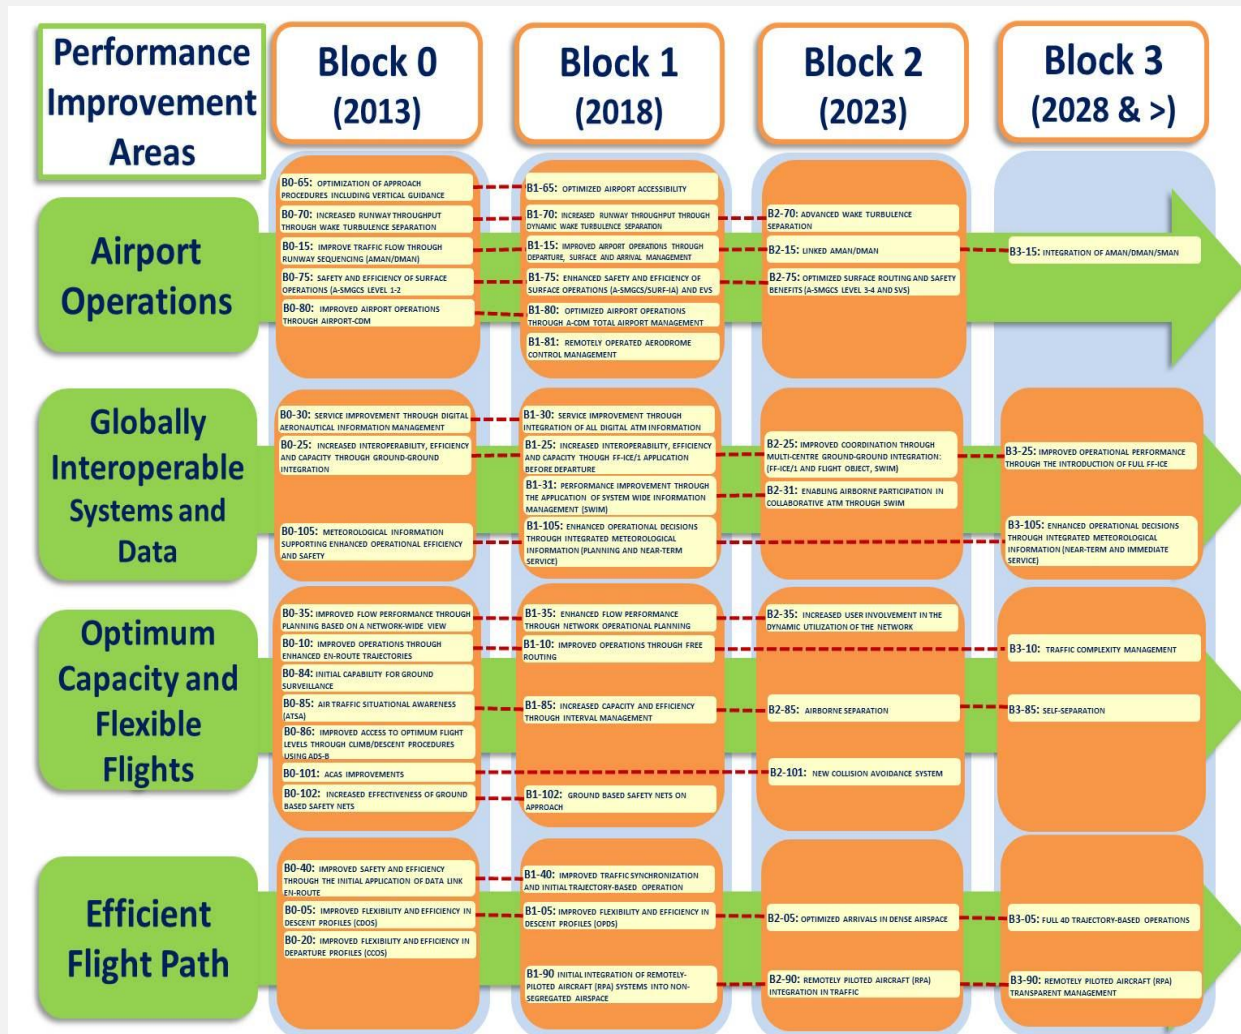 Performance
Improvement
Areas
Block 0
(2013)
Block 1
(2018)
Block 2
(2023)
Block 3
(2028 & >)
Airport
Operations
B0-65: OPTIMIZATION OF APPROACH
PROCEDURES INCLUDING VERTICAL GUIDANCE
B0-70: INCREASED RUNWAY THROUGHPUT
THROUGH WAKE TURBULENCE SEPARATION
B0-15: IMPROVE TRAFFIC FLOW THROUGH
RUNWAY SEQUENCING (AMAN/DMAN)
B0-75: SAFETY AND EFFICIENCY OF SURFACE
OPERATIONS (A-SMGCS LEVEL 1-2
B0-80: IMPROVED AIRPORT OPERATIONS
THROUGH AIRPORT-CDM
B1-65: OPTIMIZED AIRPORT ACCESSIBILITY
B1-70: INCREASED RUNWAY THROUGHPUT THROUGH
DYNAMIC WAKE TURBULENCE SEPARATION
B1-15: IMPROVED AIRPORT OPERATIONS THROUGH
DEPARTURE, SURFACE AND ARRIVAL MANAGEMENT
B1-75: ENHANCED SAFETY AND EFFICIENCY OF
SURFACE OPERATIONS (A-SMGCS/SURF-IA) AND EVS
B1-80: OPTIMIZED AIRPORT OPERATIONS
THROUGH A-CDM TOTAL AIRPORT MANAGEMENT
B1-81: REMOTELY OPERATED AERODROME
CONTROL MANAGEMENT
B2-70: ADVANCED WAKE TURBULENCE
SEPARATION
B2-15: LINKED AMAN/DMAN
B2-75: OPTIMIZED SURFACE ROUTING AND SAFETY
BENEFITS (A-SMGCS LEVEL 3-4 AND SVS)
B3-15: INTEGRATION OF AMAN/DMAN/SMAN
Globally
Interoperable
Systems and
Data
B0-30: SERVICE IMPROVEMENT THROUGH DIGITAL
AERONAUTICAL INFORMATION MANAGEMENT
B0-25: INCREASED INTEROPERABILITY, EFFICIENCY
AND CAPACITY THROUGH GROUND-GROUND
INTEGRATION
B0-105: METEOROLOGICAL INFORMATION
SUPPORTING ENHANCED OPERATIONAL EFFICIENCY
AND SAFETY
B1-30: SERVICE IMPROVEMENT THROUGH
INTEGRATION OF ALL DIGITAL ATM INFORMATION
B1-25: INCREASED INTEROPERABILITY, EFFICIENCY
AND CAPACITY THOUGH FF-ICE/1 APPLICATION
BEFORE DEPARTURE
B1-31: PERFORMANCE IMPROVEMENT THROUGH
THE APPLICATION OF SYSTEM WIDE INFORMATION
MANAGEMENT (SWIM)
B1-105: ENHANCED OPERATIONAL DECISIONS
THROUGH INTEGRATED METEOROLOGICAL
INFORMATION (PLANNING AND NEAR-TERM
SERVICE)
B2-25: IMPROVED COORDINATION THROUGH
MULTI-CENTRE GROUND-GROUND INTEGRATION:
(FF-ICE/1 AND FLIGHT OBJECT, SWIM)
B2-31: ENABLING AIRBORNE PARTICIPATION IN
COLLABORATIVE ATM THROUGH SWIM
B3-25: IMPROVED OPERATIONAL PERFORMANCE
THROUGH THE INTRODUCTION OF FULL FF-ICE
B3-105: ENHANCED OPERATIONAL DECISIONS
THROUGH INTEGRATED METEOROLOGICAL
INFORMATION (NEAR-TERM AND IMMEDIATE
SERVICE)
Optimum
Capacity and
Flexible
Flights
B0-35: IMPROVED FLOW PERFORMANCE THROUGH
PLANNING BASED ON A NETWORK-WIDE VIEW
B0-10: IMPROVED OPERATIONS THROUGH
ENHANCED EN-ROUTE TRAJECTORIES
B0-84: INITIAL CAPABILITY FOR GROUND
SURVEILLANCE
B0-85: AIR TRAFFIC SITUATIONAL AWARENESS
(ATSA)
B0-86: IMPROVED ACCESS TO OPTIMUM FLIGHT
LEVELS THROUGH CLIMB/DESCENT PROCEDURES
USING ADS-B
B0-101: ACAS IMPROVEMENTS
B0-102: INCREASED EFFECTIVENESS OF GROUND
BASED SAFETY NETS
B1-35: ENHANCED FLOW PERFORMANCE
THROUGH NETWORK OPERATIONAL PLANNING
B1-10: IMPROVED OPERATIONS THROUGH FREE
ROUTING
B1-85: INCREASED CAPACITY AND EFFICIENCY
THROUGH INTERVAL MANAGEMENT
B1-102: GROUND BASED SAFETY NETS ON
APPROACH
B2-35: INCREASED USER INVOLVEMENT IN THE
DYNAMIC UTILIZATION OF THE NETWORK
B2-85: AIRBORNE SEPARATION
B2-101: NEW COLLISION AVOIDANCE SYSTEM
B3-10: TRAFFIC COMPLEXITY MANAGEMENT
B3-85: SELF-SEPARATION
Efficient
Flight Path
B0-40: IMPROVED SAFETY AND EFFICIENCY
THROUGH THE INITIAL APPLICATION OF DATA LINK
EN-ROUTE
B0-05: IMPROVED FLEXIBILITY AND EFFICIENCY IN
DESCENT PROFILES (CDOS)
B0-20: IMPROVED FLEXIBILITY AND EFFICIENCY IN
DEPARTURE PROFILES (CCOS)
B1-40: IMPROVED TRAFFIC SYNCHRONIZATION
AND INITIAL TRAJECTORY-BASED OPERATION
B1-05: IMPROVED FLEXIBILITY AND EFFICIENCY IN
DESCENT PROFILES (OPDS)
B1-90 INITIAL INTEGRATION OF REMOTELY-
PILOTED AIRCRAFT (RPA) SYSTEMS INTO NON-
SEGREGATED AIRSPACE
B2-05: OPTIMIZED ARRIVALS IN DENSE AIRSPACE
B2-90: REMOTELY PILOTED AIRCRAFT (RPA)
INTEGRATION IN TRAFFIC
B3-05: FULL 4D TRAJECTORY-BASED OPERATIONS
B3-90: REMOTELY PILOTED AIRCRAFT (RPA)
TRANSPARENT MANAGEMENT